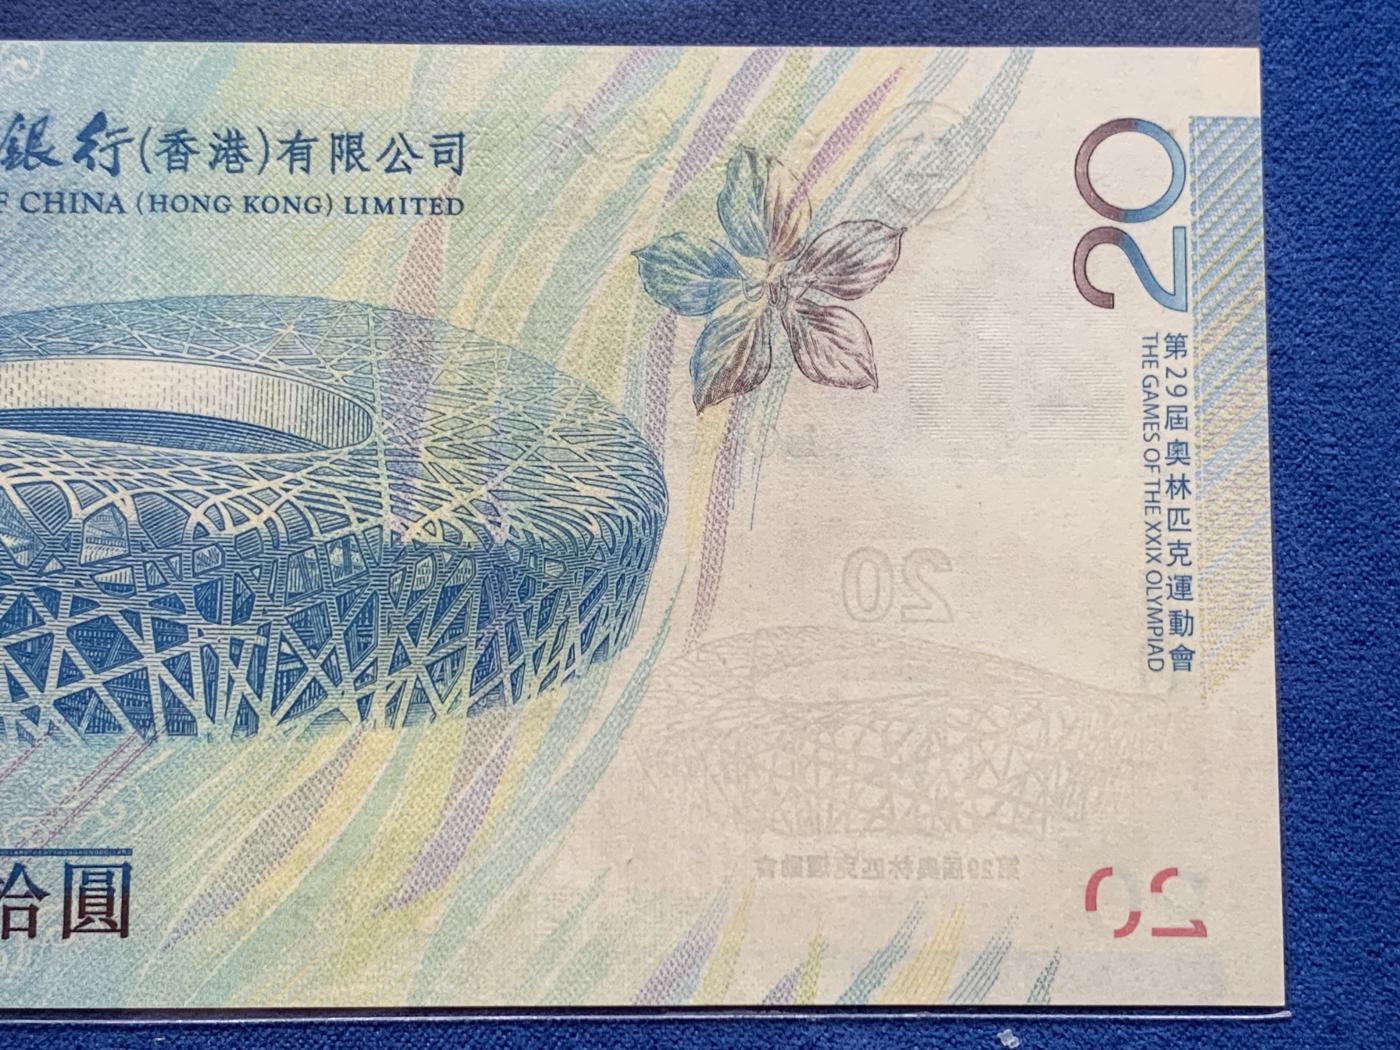 銀行(香港)有限公司
F CHINA (HONG KONG) LIMITED
20
第29屆奧林匹克運動會
THE GAMES OF THE XXIX OLYMPIAD
20
第29屆奧林匹克運動會
20
拾圓